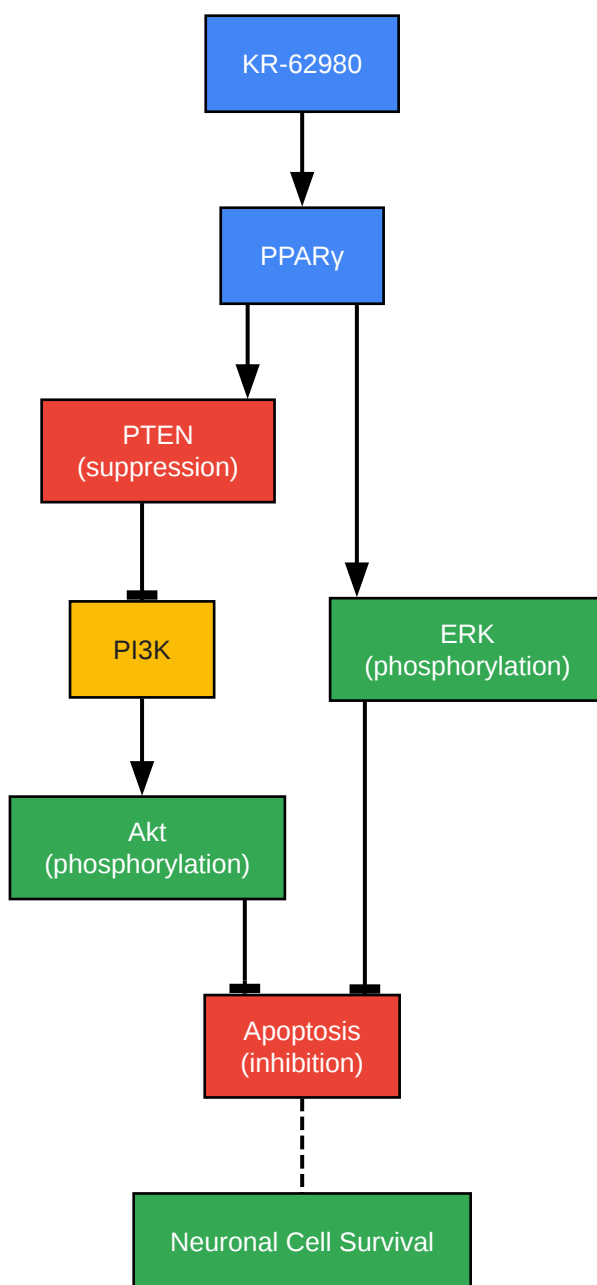 KR-62980
PPARγ
PTEN
(suppression)
PI3K
ERK
(phosphorylation)
Akt
(phosphorylation)
Apoptosis
(inhibition)
Neuronal Cell Survival